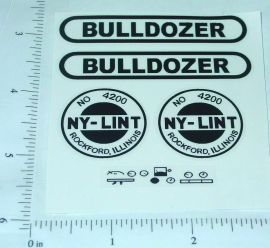 BULLDOZER
BULLDOZER
NO 4200
NY-LINT
ROCKFORD, ILLINOIS
NO 4200
NY-LINT
ROCKFORD, ILLINOIS
3
4
5
6
0 in
1
2